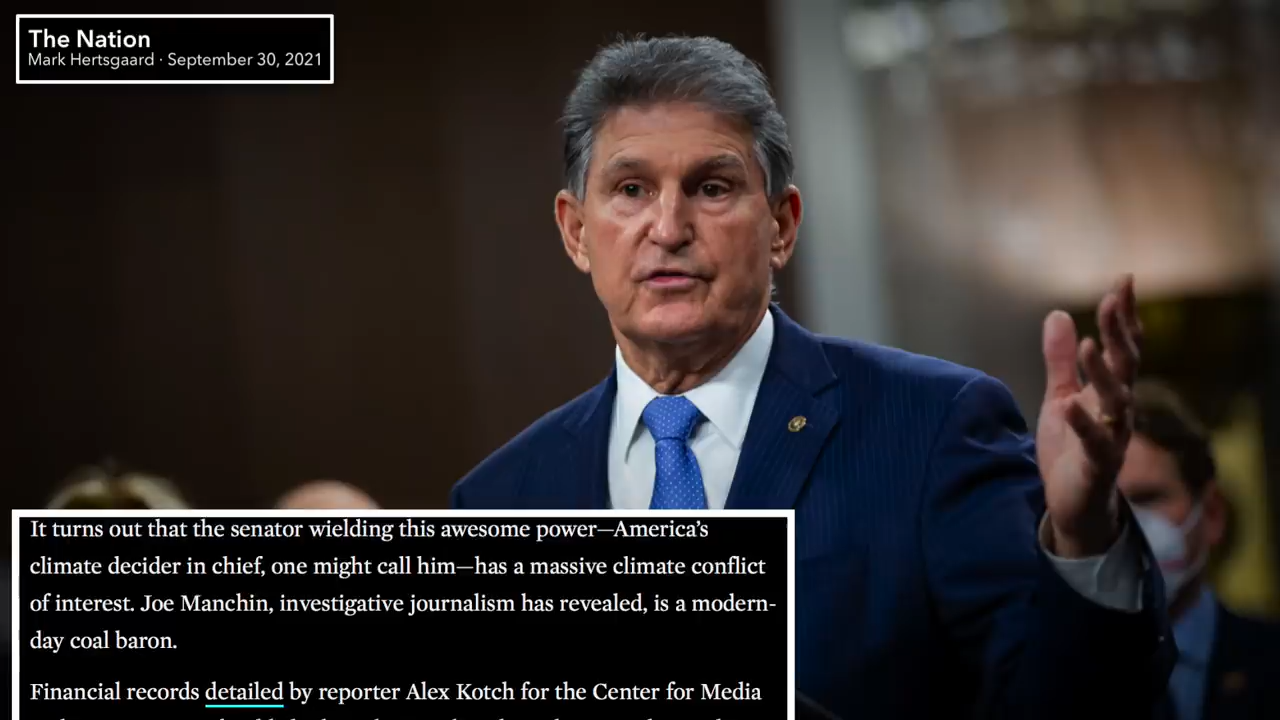 The Nation
Mark Hertsgaard · September 30, 2021
It turns out that the senator wielding this awesome power—America’s
climate decider in chief, one might call him—has a massive climate conflict
of interest. Joe Manchin, investigative journalism has revealed, is a modern-
day coal baron.
Financial records detailed by reporter Alex Kotch for the Center for Media